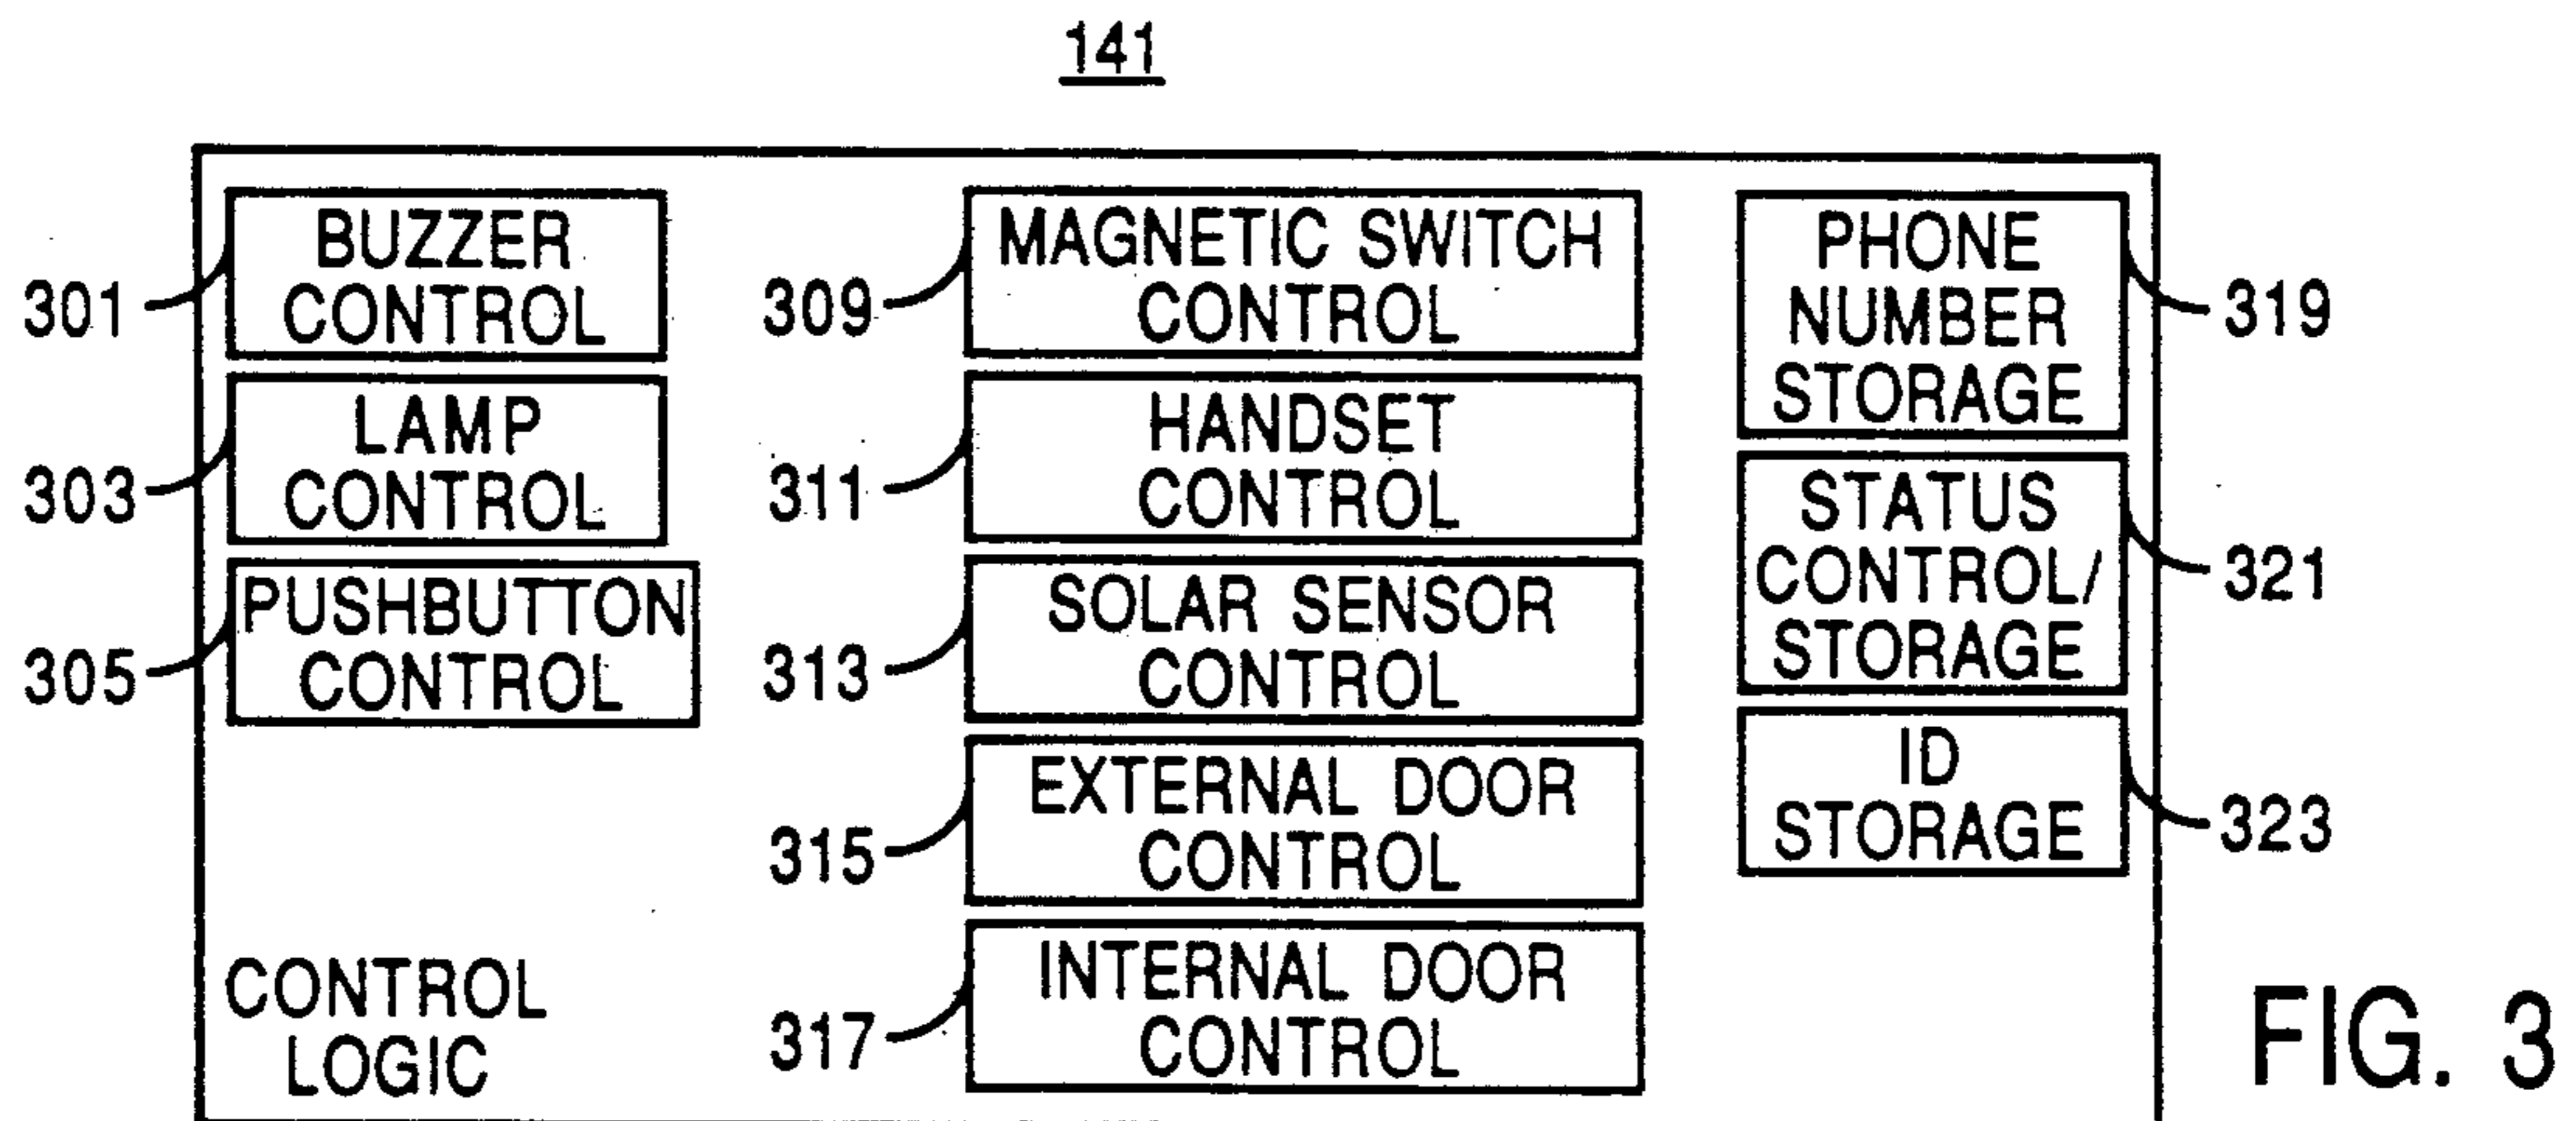 141
301
BUZZER
CONTROL
303
LAMP
CONTROL
305
PUSHBUTTON
CONTROL
CONTROL
LOGIC
309
MAGNETIC SWITCH
CONTROL
311
HANDSET
CONTROL
313
SOLAR SENSOR
CONTROL
315
EXTERNAL DOOR
CONTROL
317
INTERNAL DOOR
CONTROL
PHONE
NUMBER
STORAGE
319
STATUS
CONTROL/
STORAGE
321
ID
STORAGE
323
FIG. 3